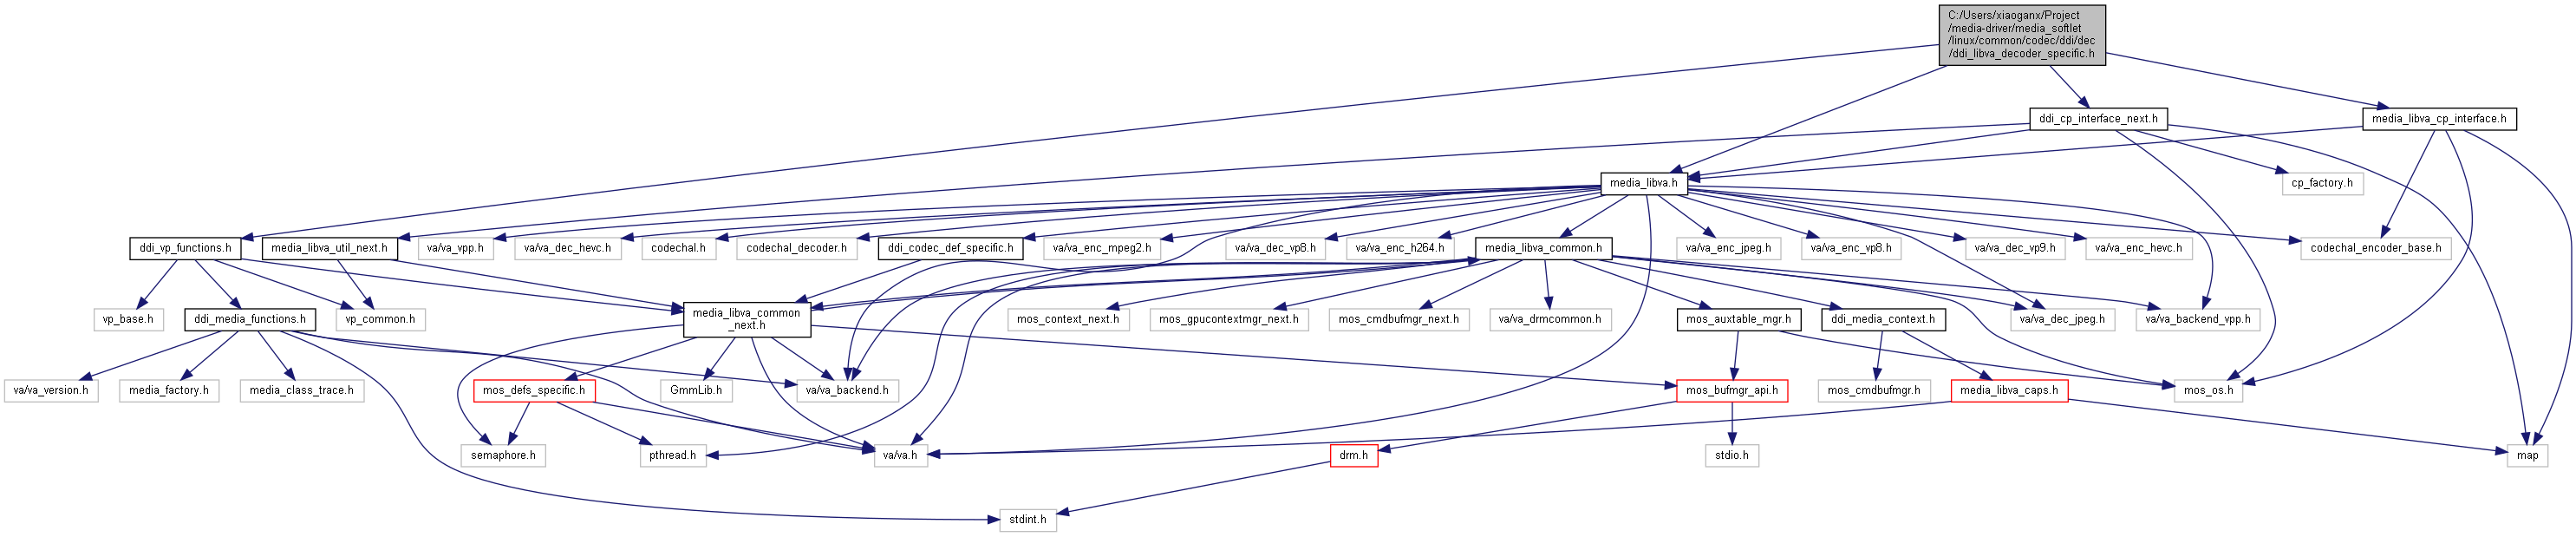 C:/Users/xiaoganx/Project
/media-driver/media_softlet
/linux/common/codec/ddi/dec
/ddi_libva_decoder_specific.h
ddi_cp_interface_next.h
media_libva_cp_interface.h
media_libva.h
cp_factory.h
ddi_vp_functions.h
media_libva_util_next.h
va/va_vpp.h
va/va_dec_hevc.h
codechal.h
codechal_decoder.h
ddi_codec_def_specific.h
va/va_enc_mpeg2.h
va/va_dec_vp8.h
va/va_enc_h264.h
media_libva_common.h
va/va_enc_jpeg.h
va/va_enc_vp8.h
va/va_dec_vp9.h
va/va_enc_hevc.h
codechal_encoder_base.h
vp_base.h
ddi_media_functions.h
vp_common.h
media_libva_common
_next.h
mos_context_next.h
mos_gpucontextmgr_next.h
mos_cmdbufmgr_next.h
va/va_drmcommon.h
mos_auxtable_mgr.h
ddi_media_context.h
va/va_dec_jpeg.h
va/va_backend_vpp.h
va/va_version.h
media_factory.h
media_class_trace.h
mos_defs_specific.h
GmmLib.h
va/va_backend.h
mos_bufmgr_api.h
mos_cmdbufmgr.h
media_libva_caps.h
mos_os.h
semaphore.h
pthread.h
va/va.h
drm.h
stdio.h
map
stdint.h